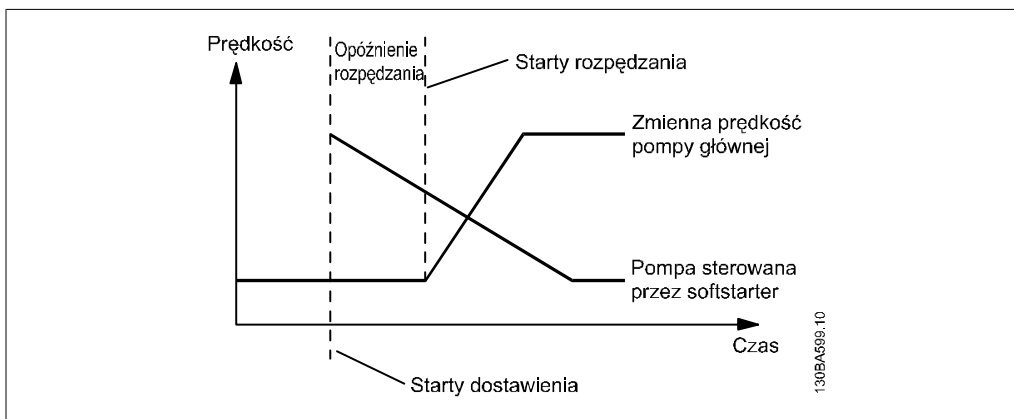 Prędkość
Opóźnienie
rozpędzania
Starty rozpędzania
Zmienna prędkość
pompy głównej
Pompa sterowana
przez softstarter
Czas
Starty dostawienia
130BA599.10